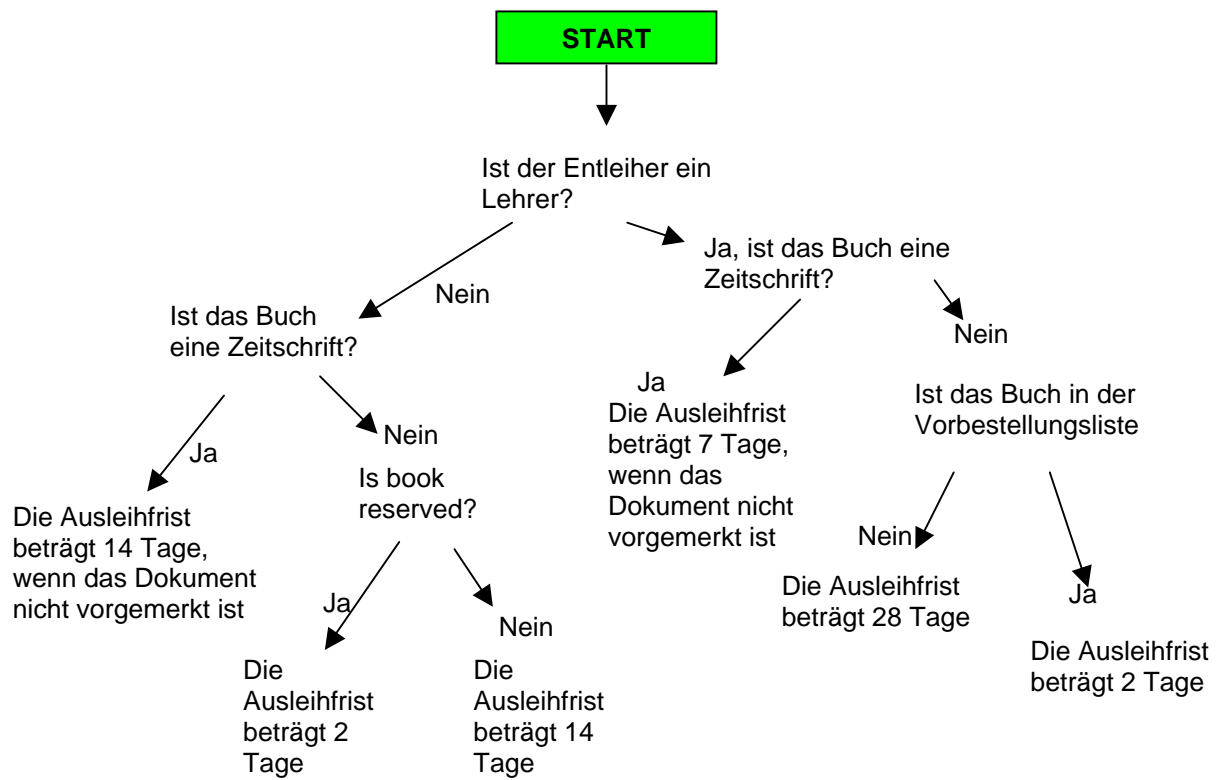 START
Ist der Entleiher ein
Lehrer?
Ja, ist das Buch eine
Zeitschrift?
Nein
Ist das Buch
eine Zeitschrift?
Nein
Ja
Die Ausleihfrist
beträgt 7 Tage,
wenn das
Dokument nicht
vorgemerkt ist
Ist das Buch in der
Vorbestellungsliste
Ja
Nein
Is book
reserved?
Die Ausleihfrist
beträgt 14 Tage,
wenn das Dokument
nicht vorgemerkt ist
Nein
Die Ausleihfrist
beträgt 28 Tage
Ja
Die Ausleihfrist
beträgt 2 Tage
Ja
Nein
Die
Ausleihfrist
beträgt 2
Tage
Die
Ausleihfrist
beträgt 14
Tage